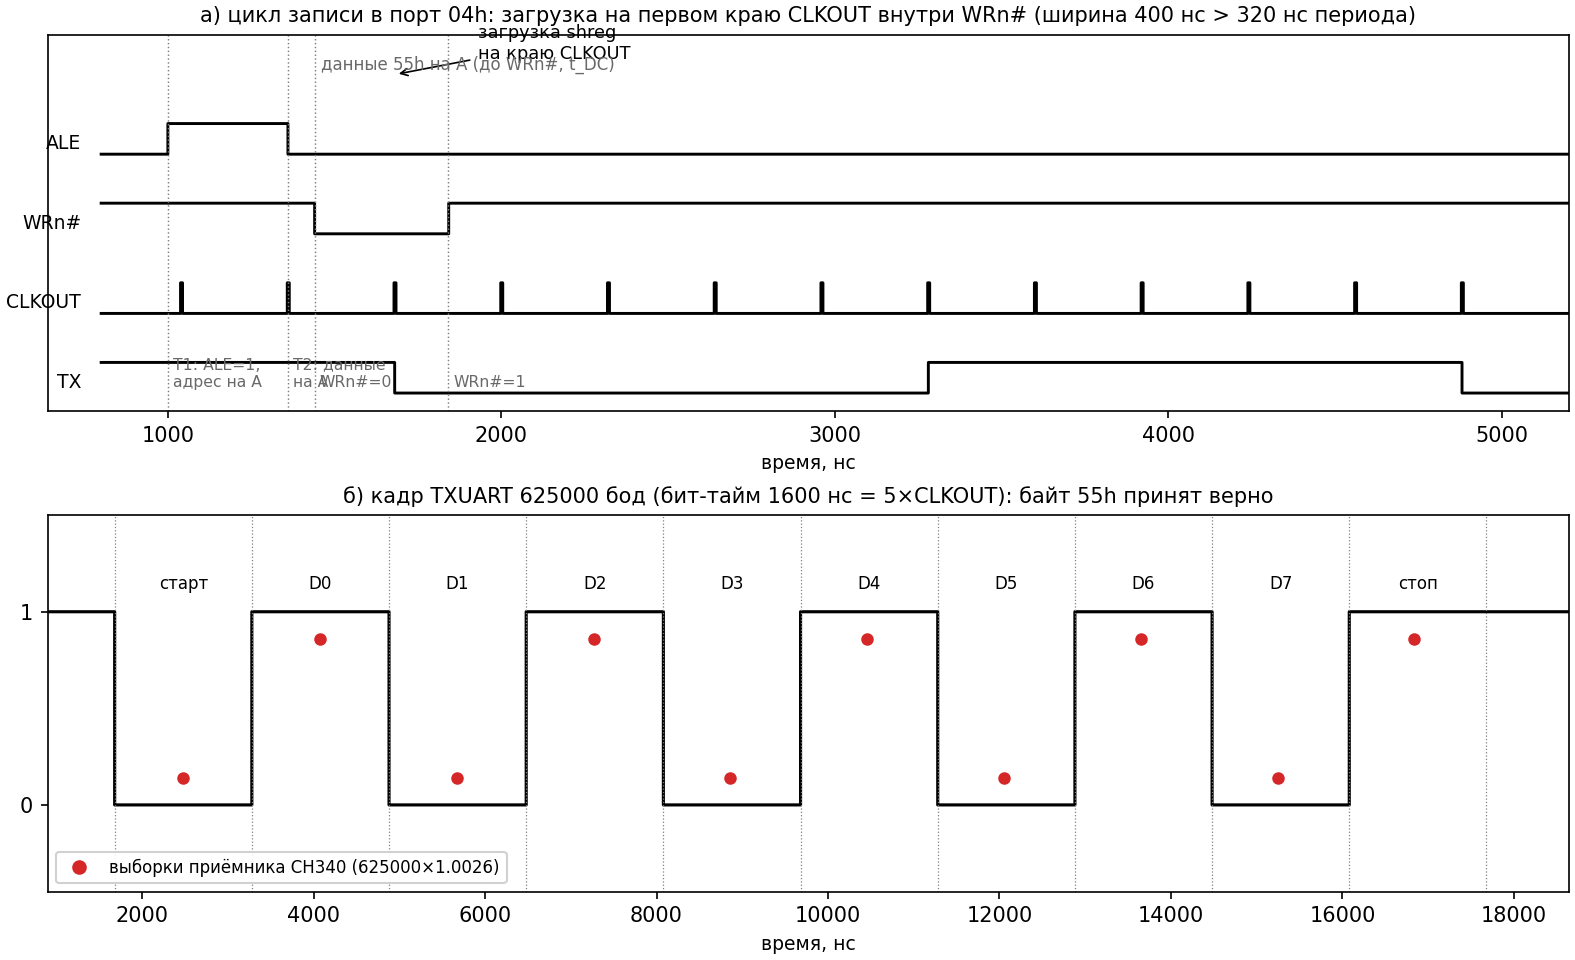 а) цикл записи в порт 04h: загрузка на первом краю CLKOUT внутри WRn# (ширина 400 нс > 320 нс периода)
загрузка shreg
на краю CLKOUT
данные 55h на A (до WRn#, t_DC)
ALE
WRn#
CLKOUT
TX
T1: ALE=1,
адрес на A
T2: данные
на A
WRn#=0
WRn#=1
1000 2000 3000 4000 5000
время, нс
б) кадр TXUART 625000 бод (бит-тайм 1600 нс = 5×CLKOUT): байт 55h принят верно
старт D0 D1 D2 D3 D4 D5 D6 D7 стоп
1
0
выборки приёмника CH340 (625000×1.0026)
2000 4000 6000 8000 10000 12000 14000 16000 18000
время, нс